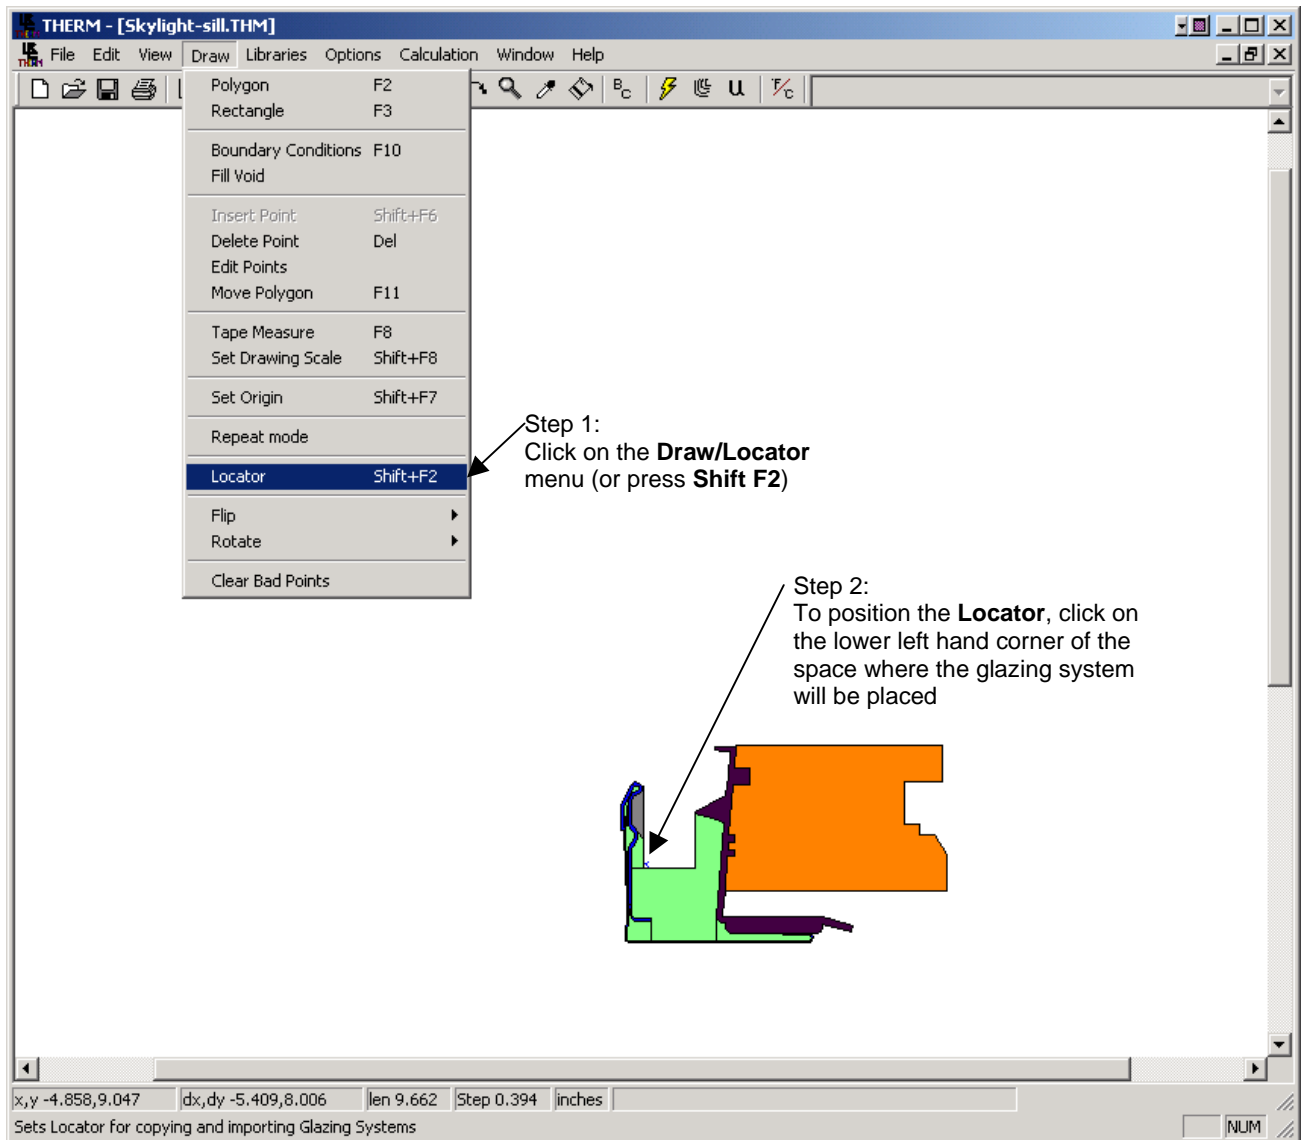 THERM - [Skylight-sill.THM]
File Edit View Draw Libraries Options Calculation Window Help
Polygon F2
Rectangle F3
Boundary Conditions F10
Fill Void
Insert Point Shift+F6
Delete Point Del
Edit Points
Move Polygon F11
Tape Measure F8
Set Drawing Scale Shift+F8
Set Origin Shift+F7
Repeat mode
Locator Shift+F2
Flip
Rotate
Clear Bad Points
BC U °F/C
Step 1:
Click on the Draw/Locator
menu (or press Shift F2)
Step 2:
To position the Locator, click on
the lower left hand corner of the
space where the glazing system
will be placed
x,y -4.858,9.047 dx,dy -5.409,8.006 len 9.662 Step 0.394 inches
Sets Locator for copying and importing Glazing Systems NUM